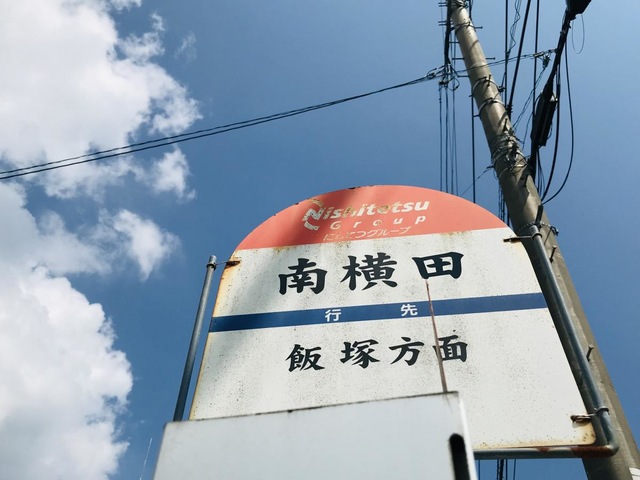 Nishitetsu
Group
にしてつグループ
南横田
行先
飯塚方面